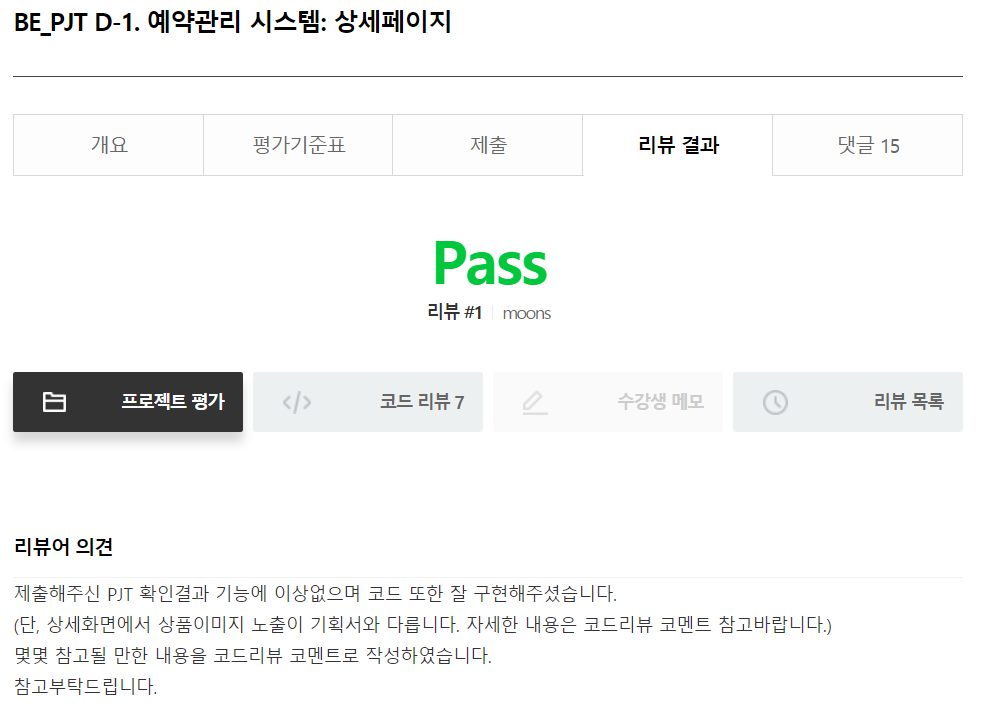 BE_PJT D-1. 예약관리 시스템: 상세페이지
개요
평가기준표
제출
리뷰 결과
댓글 15
Pass
리뷰 #1 moons
프로젝트 평가
코드 리뷰 7
수강생 메모
리뷰 목록
리뷰어 의견
제출해주신 PJT 확인결과 기능에 이상없으며 코드 또한 잘 구현해주셨습니다.
(단, 상세화면에서 상품이미지 노출이 기획서와 다릅니다. 자세한 내용은 코드리뷰 코멘트 참고바랍니다.)
몇몇 참고될 만한 내용을 코드리뷰 코멘트로 작성하였습니다.
참고부탁드립니다.